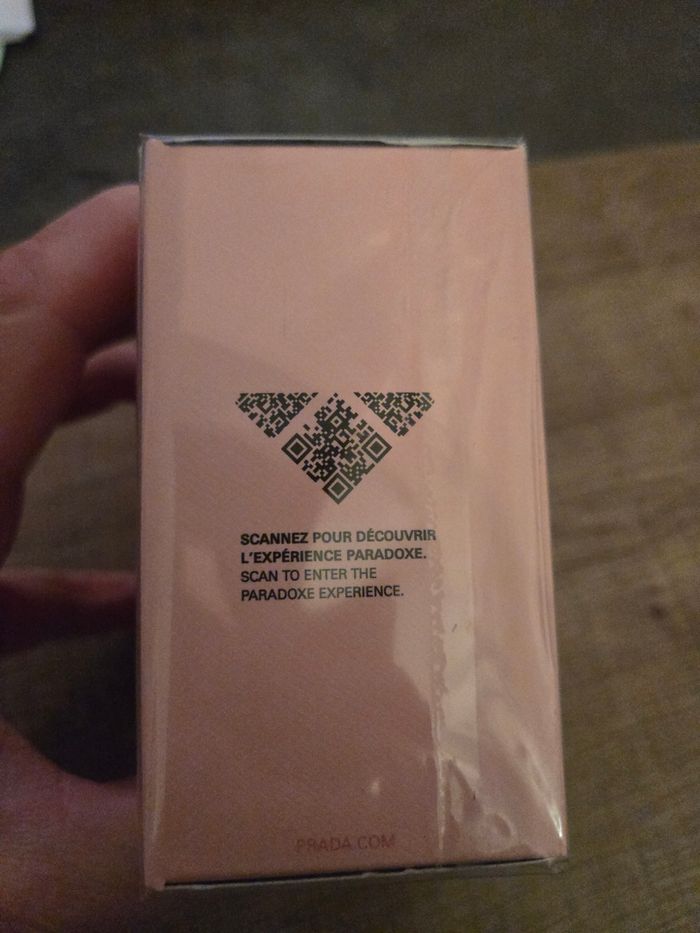 SCANNEZ POUR DÉCOUVRIR
L'EXPÉRIENCE PARADOXE.
SCAN TO ENTER THE
PARADOXE EXPERIENCE.
PRADA.COM